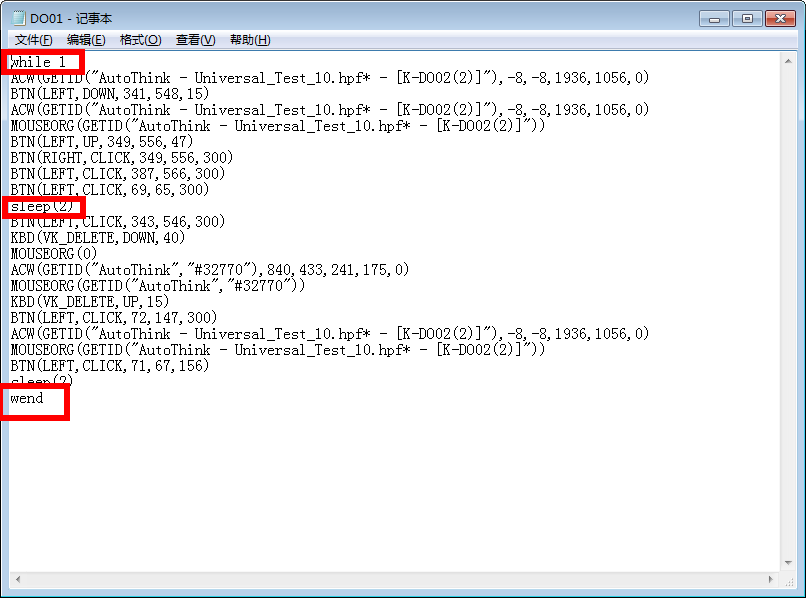 DO01 - 记事本
文件(F) 编辑(E) 格式(O) 查看(V) 帮助(H)
while 1
ACW(GETID("AutoThink - Universal_Test_10.hpf* - [K-DO02(2)]"),-8,-8,1936,1056,0)
BTN(LEFT,DOWN,341,548,15)
ACW(GETID("AutoThink - Universal_Test_10.hpf* - [K-DO02(2)]"),-8,-8,1936,1056,0)
MOUSEORG(GETID("AutoThink - Universal_Test_10.hpf* - [K-DO02(2)]"))
BTN(LEFT,UP,349,556,47)
BTN(RIGHT,CLICK,349,556,300)
BTN(LEFT,CLICK,387,566,300)
BTN(LEFT,CLICK,69,65,300)
sleep(2)
BTN(LEFT,CLICK,343,546,300)
KBD(VK_DELETE,DOWN,40)
MOUSEORG(0)
ACW(GETID("AutoThink","#32770"),840,433,241,175,0)
MOUSEORG(GETID("AutoThink","#32770"))
KBD(VK_DELETE,UP,15)
BTN(LEFT,CLICK,72,147,300)
ACW(GETID("AutoThink - Universal_Test_10.hpf* - [K-DO02(2)]"),-8,-8,1936,1056,0)
MOUSEORG(GETID("AutoThink - Universal_Test_10.hpf* - [K-DO02(2)]"))
BTN(LEFT,CLICK,71,67,156)
sleep(2)
wend